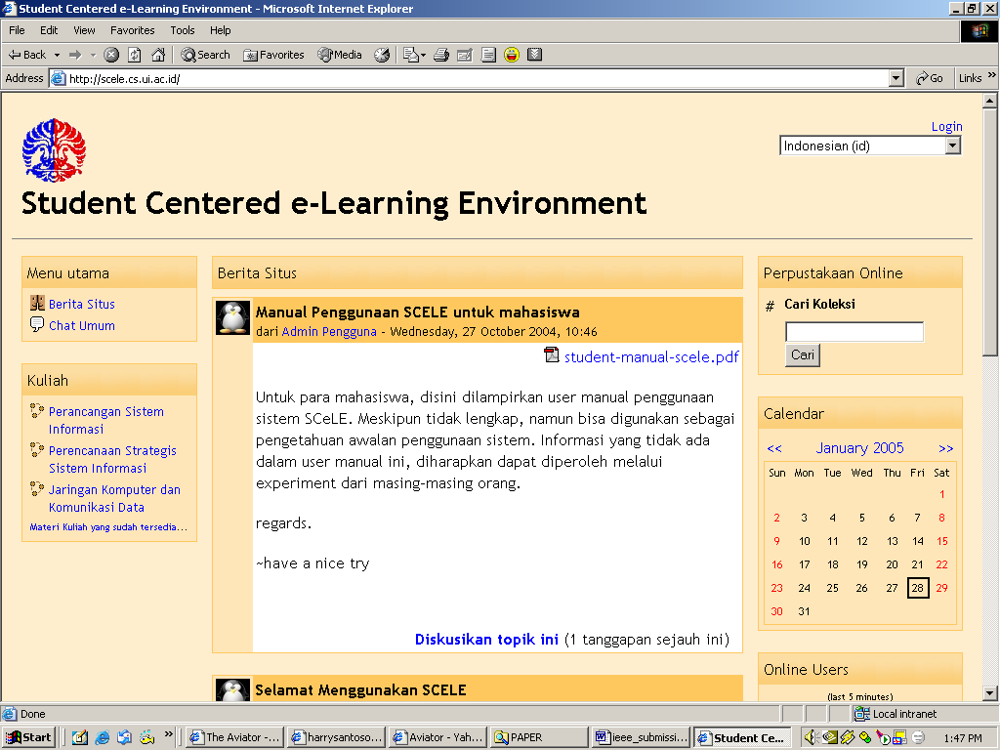 Student Centered e-Learning Environment - Microsoft Internet Explorer
File Edit View Favorites Tools Help
Back Search Favorites Media
Address http://scele.cs.ui.ac.id/ Go Links »
Login
Indonesian (id)
Student Centered e-Learning Environment
Menu utama
Berita Situs
Chat Umum
Kuliah
Perancangan Sistem
Informasi
Perencanaan Strategis
Sistem Informasi
Jaringan Komputer dan
Komunikasi Data
Materi Kuliah yang sudah tersedia...
Berita Situs
Manual Penggunaan SCELE untuk mahasiswa
dari Admin Pengguna - Wednesday, 27 October 2004, 10:46
student-manual-scele.pdf
Untuk para mahasiswa, disini dilampirkan user manual penggunaan
sistem SCeLE. Meskipun tidak lengkap, namun bisa digunakan sebagai
pengetahuan awalan penggunaan sistem. Informasi yang tidak ada
dalam user manual ini, diharapkan dapat diperoleh melalui
experiment dari masing-masing orang.
regards.
~have a nice try
Diskusikan topik ini (1 tanggapan sejauh ini)
Selamat Menggunakan SCELE
Perpustakaan Online
# Cari Koleksi
Cari
Calendar
<< January 2005 >>
Sun Mon Tue Wed Thu Fri Sat
1
2 3 4 5 6 7 8
9 10 11 12 13 14 15
16 17 18 19 20 21 22
23 24 25 26 27 28 29
30 31
Online Users
(last 5 minutes)
Done Local intranet
Start » The Aviator -... harrysantoso... Aviator - Yah... PAPER ieee_submissi... Student Ce... 1:47 PM